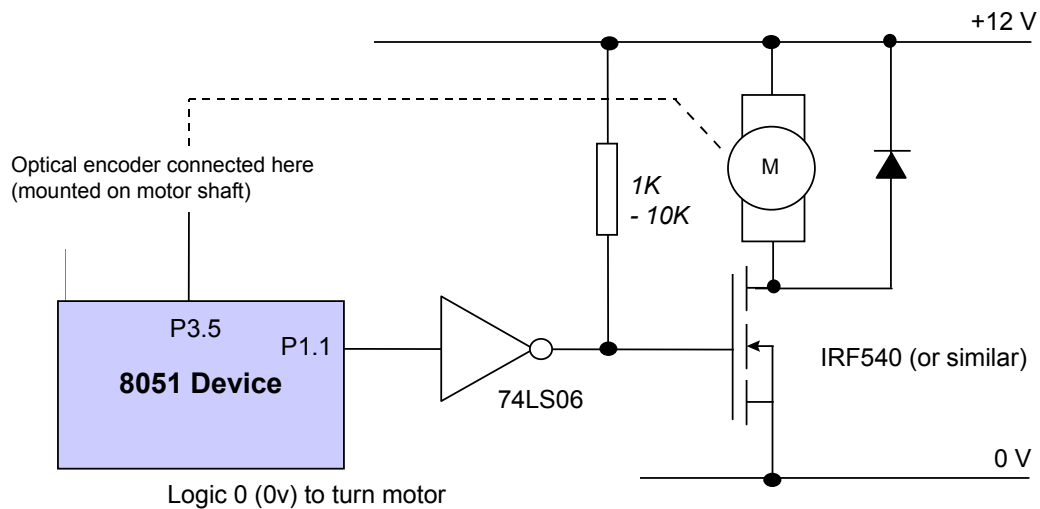 +12 V
Optical encoder connected here
(mounted on motor shaft)
1K
- 10K
M
P3.5
P1.1
8051 Device
74LS06
IRF540 (or similar)
0 V
Logic 0 (0v) to turn motor